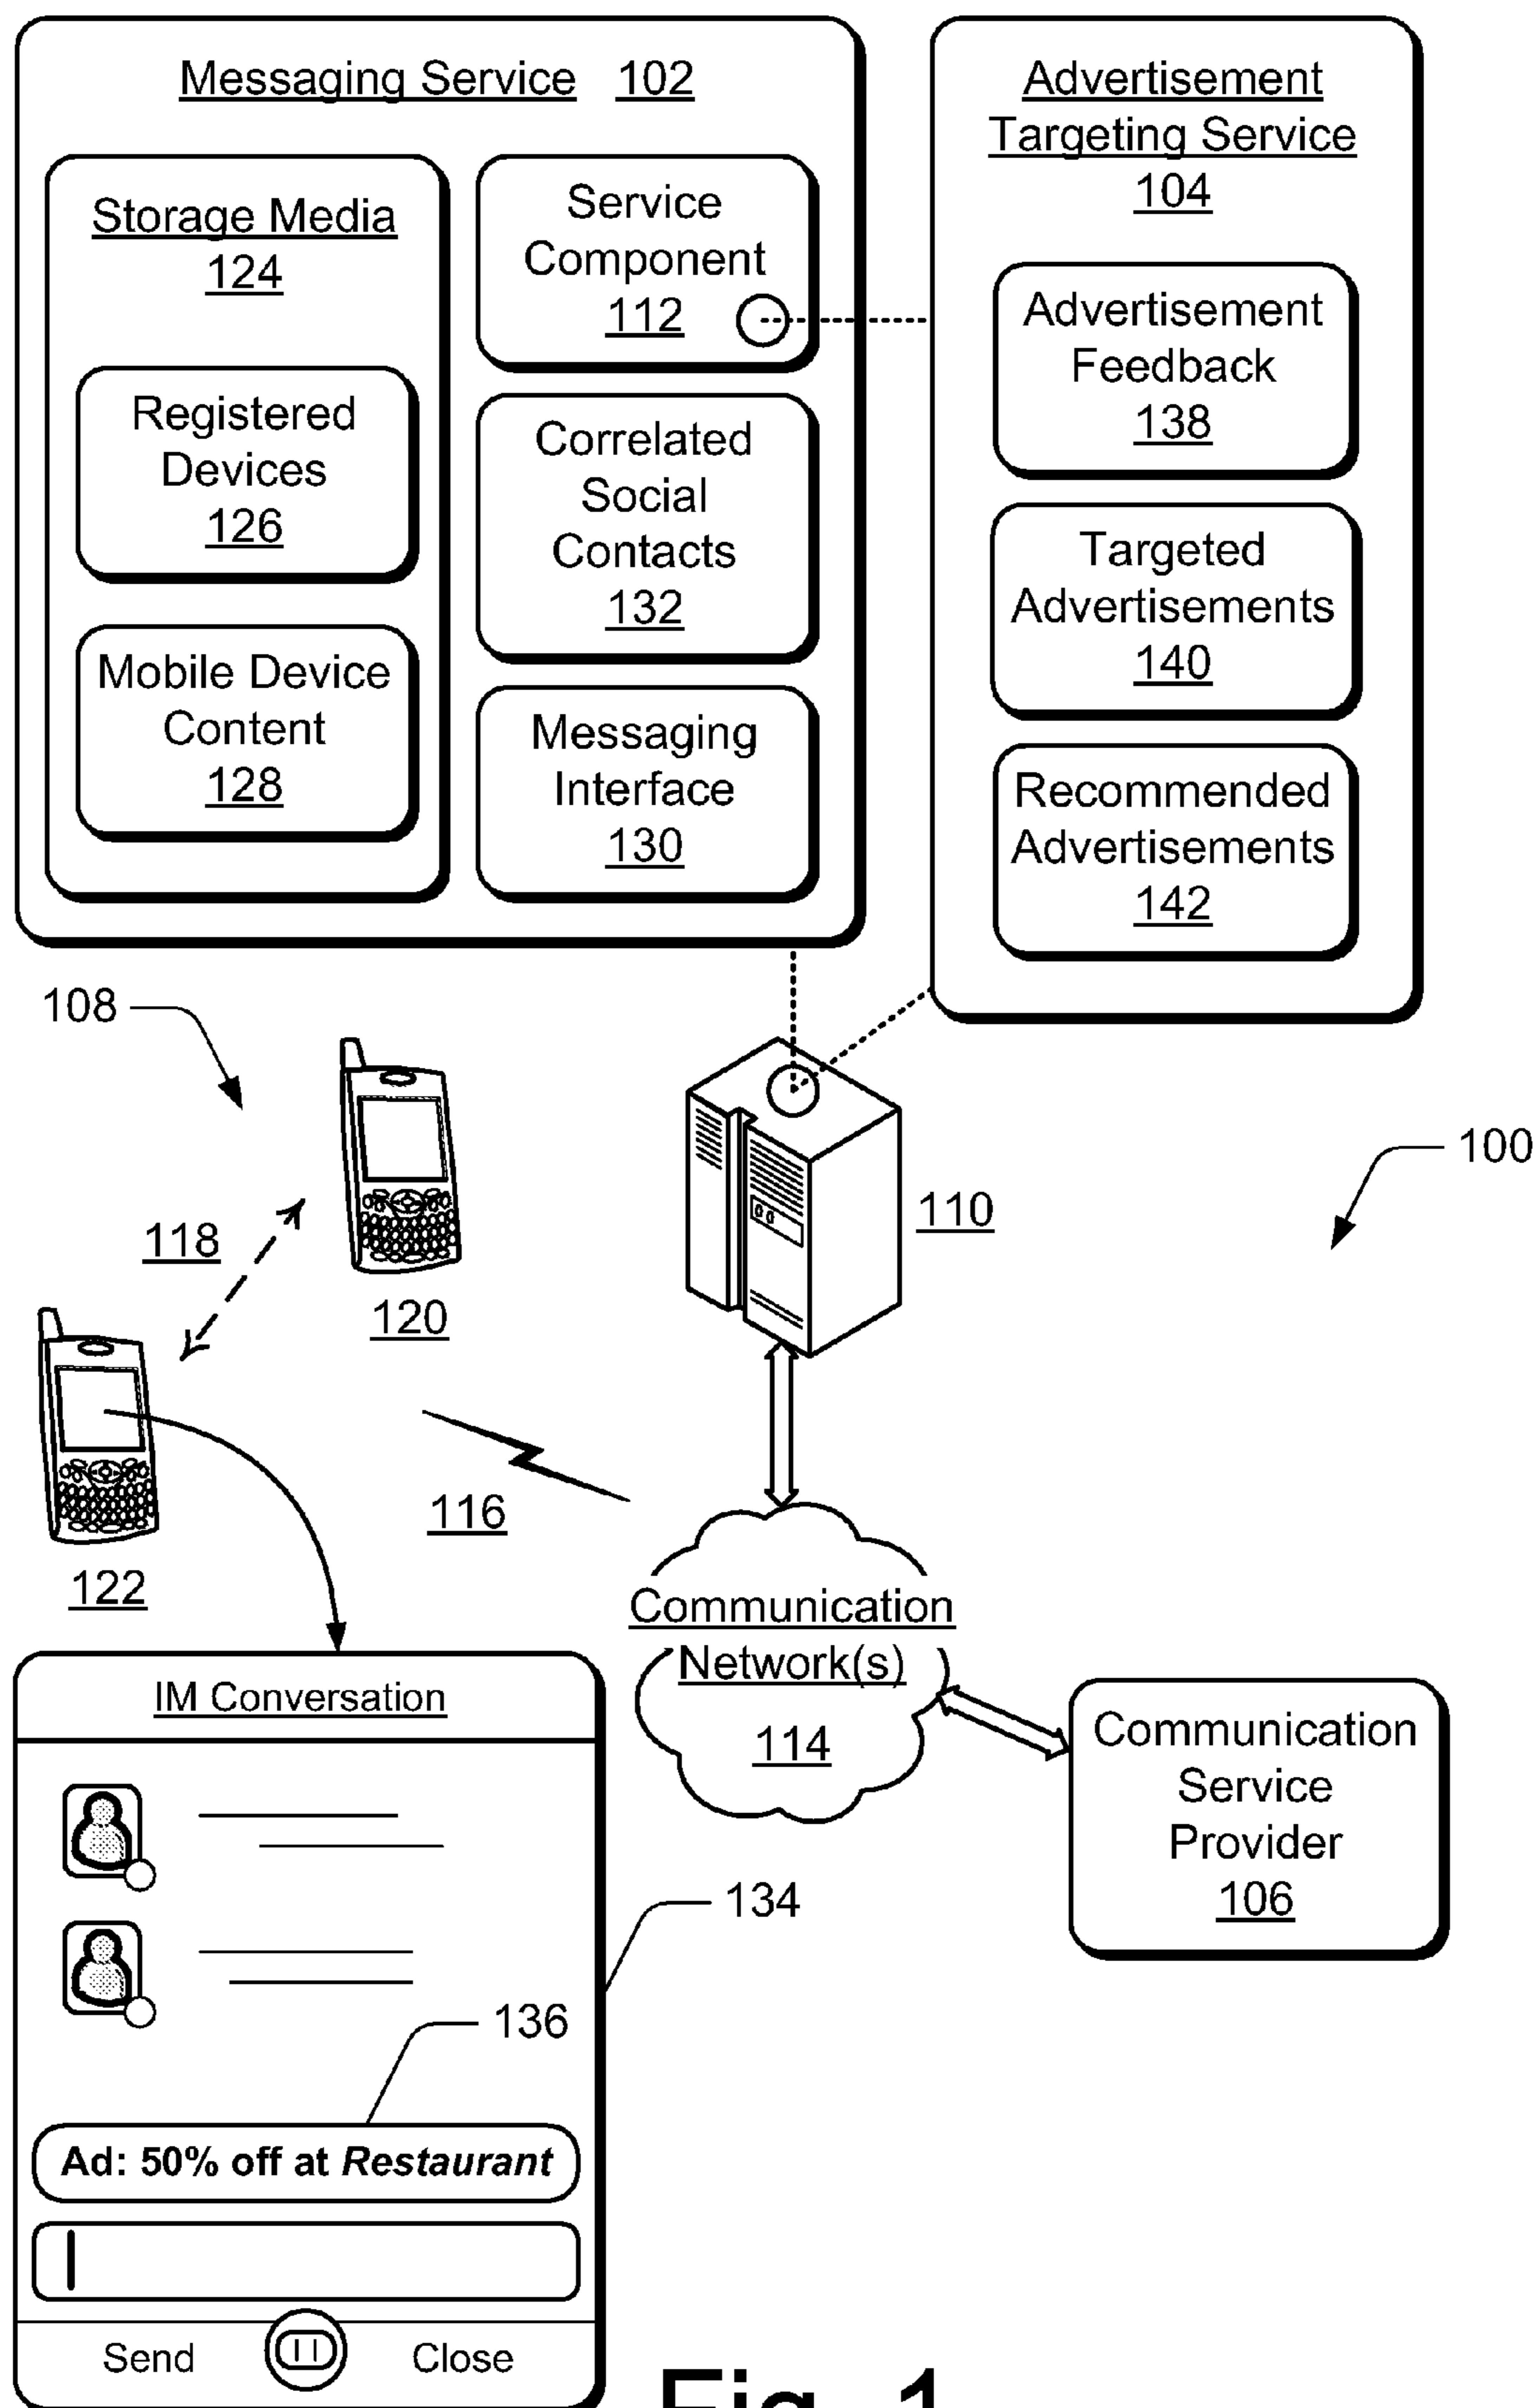 Messaging Service 102
Storage Media
124
Registered
Devices
126
Mobile Device
Content
128
Service
Component
112
Correlated
Social
Contacts
132
Messaging
Interface
130
Advertisement
Targeting Service
104
Advertisement
Feedback
138
Targeted
Advertisements
140
Recommended
Advertisements
142
108
100
110
118
120
122
116
Communication
Network(s)
114
Communication
Service
Provider
106
IM Conversation
134
136
Ad: 50% off at Restaurant
Send
Close
Fig. 1